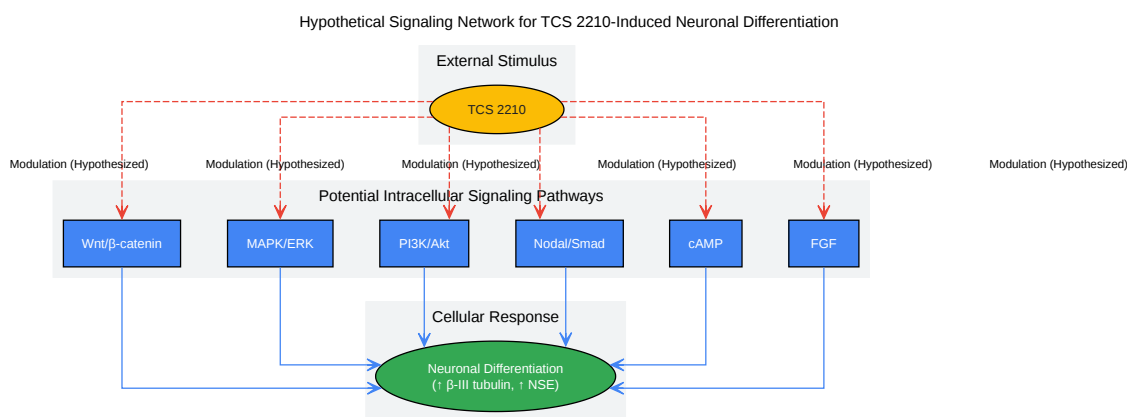 Hypothetical Signaling Network for TCS 2210-Induced Neuronal Differentiation
External Stimulus
TCS 2210
Modulation (Hypothesized)
Modulation (Hypothesized)
Modulation (Hypothesized)
Modulation (Hypothesized)
Modulation (Hypothesized)
Modulation (Hypothesized)
Potential Intracellular Signaling Pathways
Wnt/β-catenin
MAPK/ERK
PI3K/Akt
Nodal/Smad
cAMP
FGF
Cellular Response
Neuronal Differentiation
(↑ β-III tubulin, ↑ NSE)